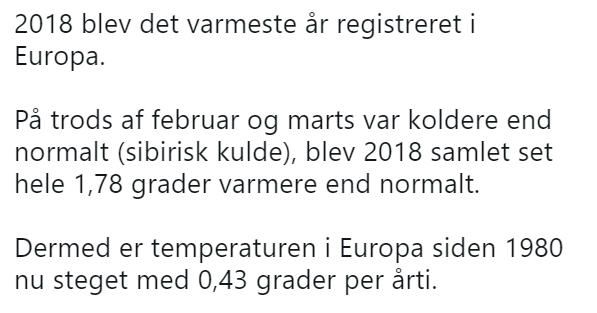 2018 blev det varmeste år registreret i
Europa.
På trods af februar og marts var koldere end
normalt (sibirisk kulde), blev 2018 samlet set
hele 1,78 grader varmere end normalt.
Dermed er temperaturen i Europa siden 1980
nu steget med 0,43 grader per årti.